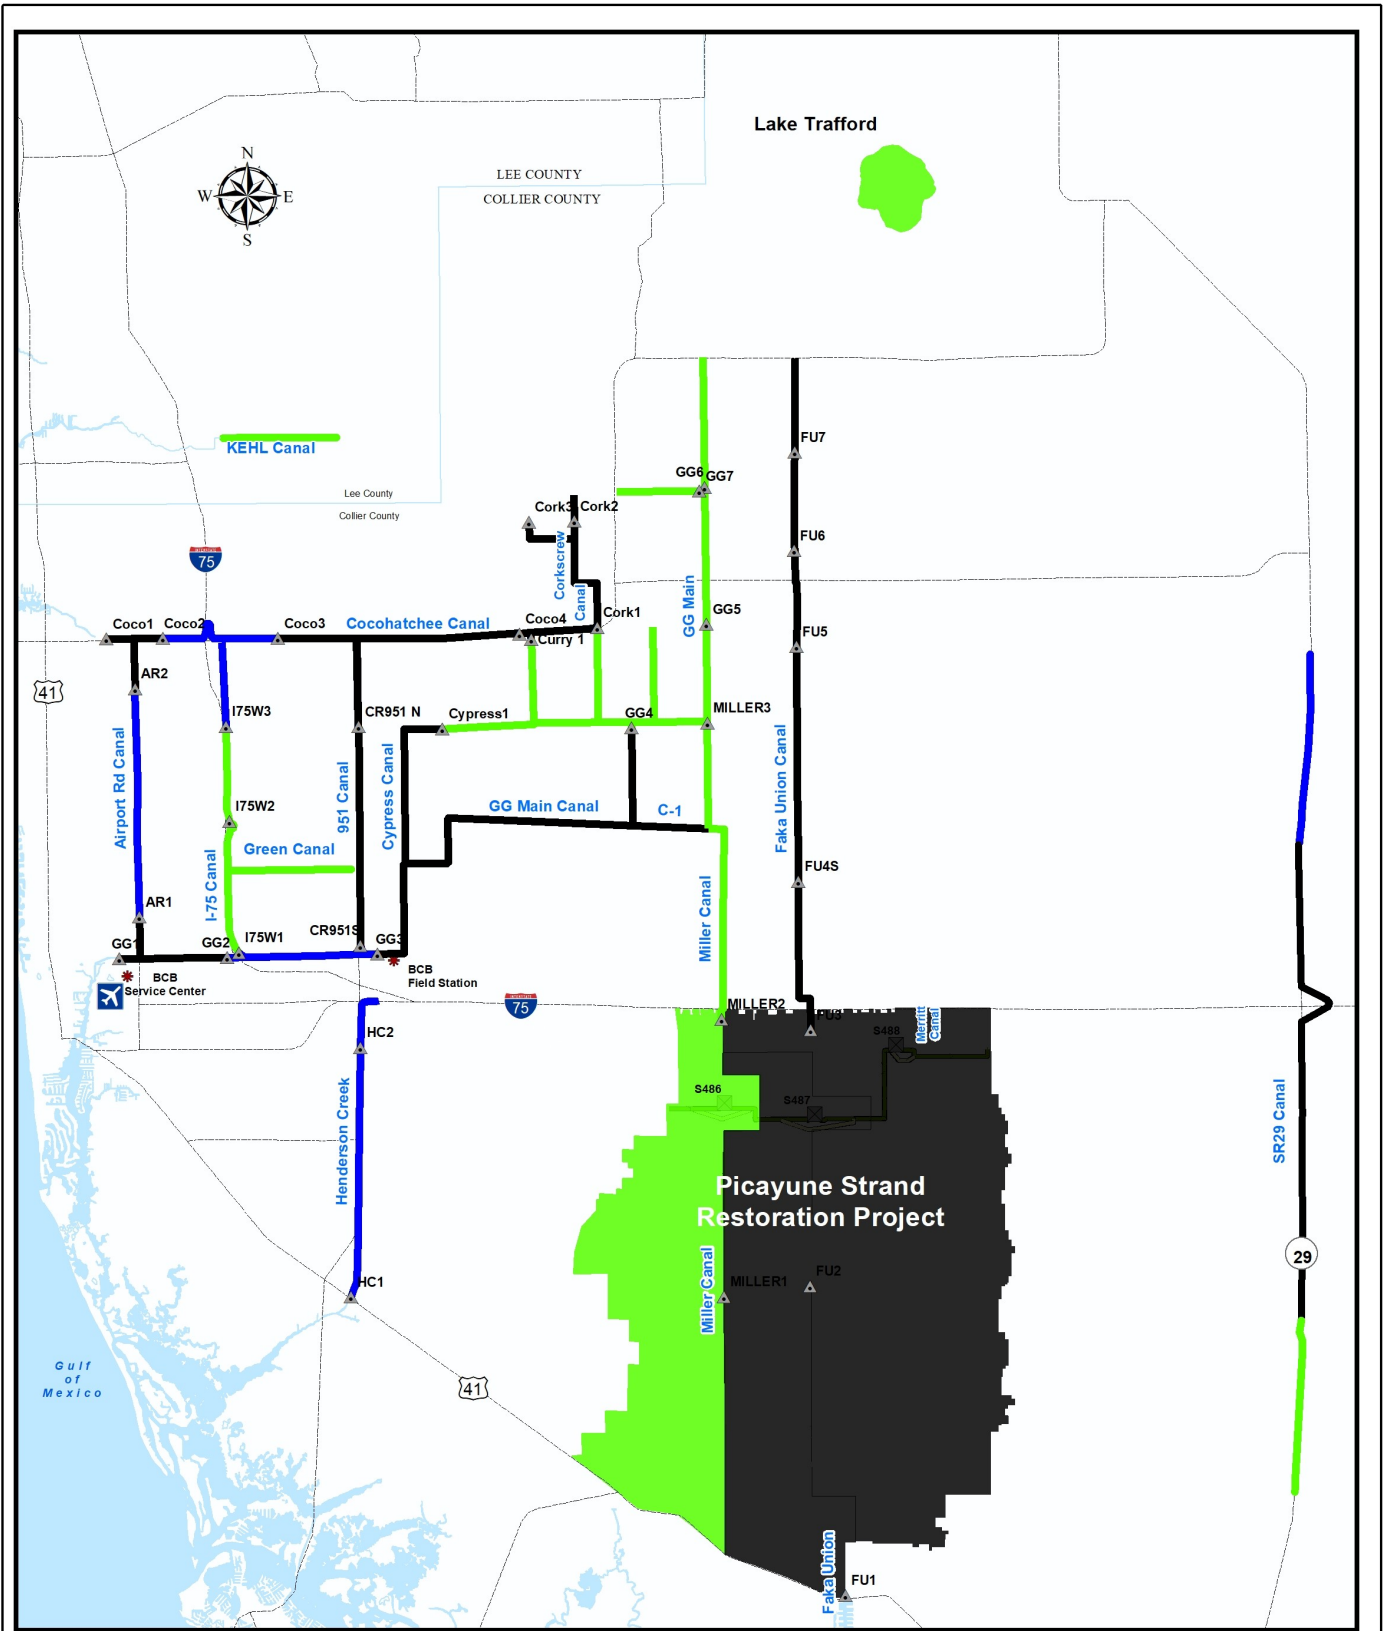 Lake Trafford
N
W
E
S
LEE COUNTY
COLLIER COUNTY
FU7
KEHL Canal
GG6
GG7
Lee County
Collier County
Cork3
Cork2
FU6
75
Corkscrew
Canal
GG Main
Coco1
Coco2
Coco3
Cocohatchee Canal
Coco4
Curry 1
Cork1
GG5
FU5
AR2
41
I75W3
CR951 N
Cypress1
GG4
MILLER3
Airport Rd Canal
951 Canal
Cypress Canal
Faka Union Canal
I75W2
GG Main Canal
C-1
Green Canal
I-75 Canal
FU4S
AR1
Miller Canal
GG1
GG2
I75W1
CR951S
GG3
BCB
Service Center
BCB
Field Station
75
MILLER2
FU3
S488
Merritt
Canal
HC2
S486
S487
Henderson Creek
SR29 Canal
Picayune Strand
Restoration Project
29
Miller Canal
MILLER1
FU2
HC1
Gulf
of
Mexico
41
Faka Union
FU1